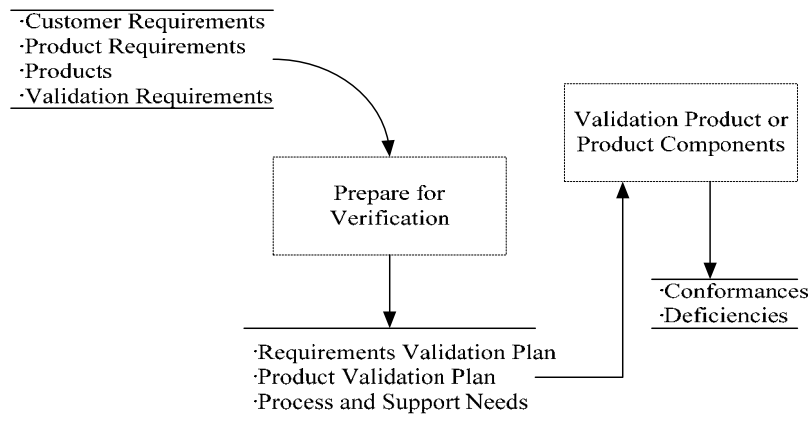 ·Customer Requirements
·Product Requirements
·Products
·Validation Requirements
Prepare for
Verification
·Requirements Validation Plan
·Product Validation Plan
·Process and Support Needs
Validation Product or
Product Components
·Conformances
·Deficiencies